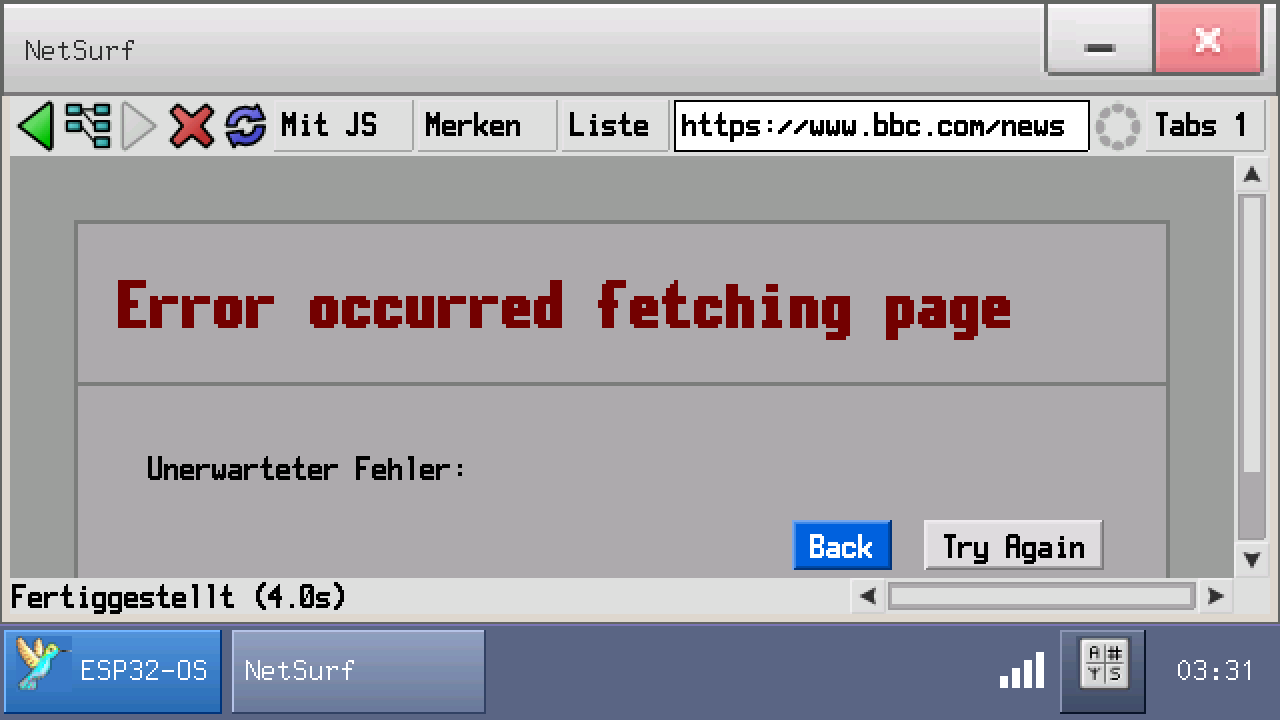 NetSurf
Mit JS Merken Liste https://www.bbc.com/news Tabs 1
Error occurred fetching page
Unerwarteter Fehler:
Back Try Again
Fertiggestellt (4.0s)
ESP32-OS NetSurf A # Y S 03:31